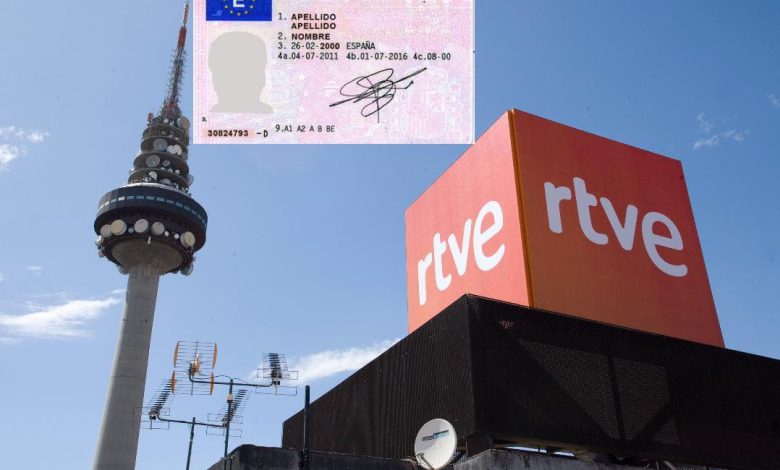 E
1. APELLIDO
APELLIDO
2. NOMBRE
3. 26-02-2000 ESPAÑA
4a.04-07-2011 4b.01-07-2016 4c.08-00
5.
30824793 -D
9.A1 A2 A B BE
rtve
rtve